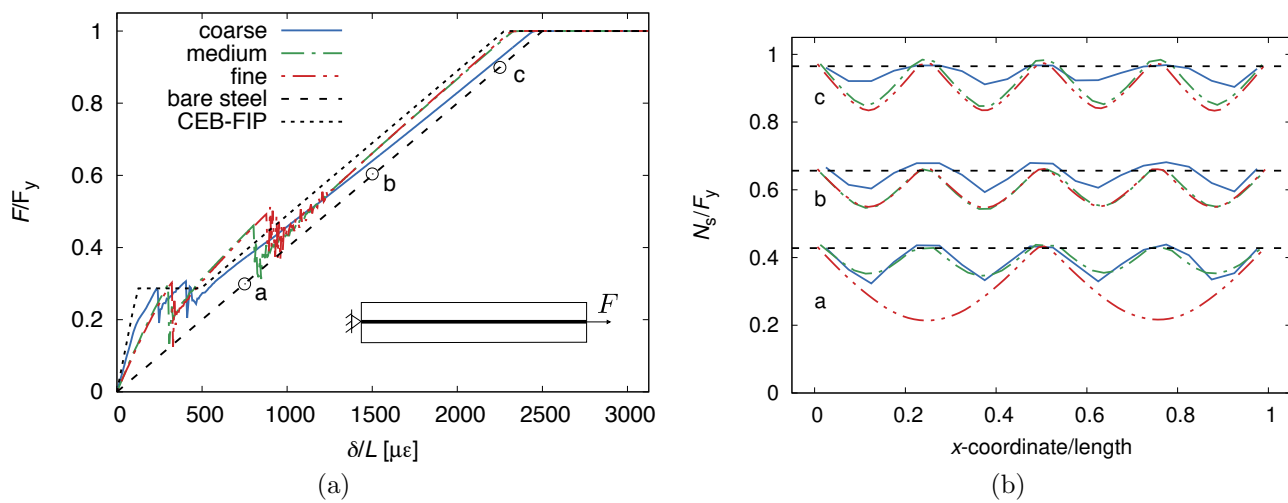 coarse
medium
fine
bare steel
CEB-FIP
F/Fy
1
0.8
0.6
0.4
0.2
0
a
b
c
F
0 500 1000 1500 2000 2500 3000
δ/L [με]
(a)
Ns/Fy
1
0.8
0.6
0.4
0.2
0
c
b
a
0 0.2 0.4 0.6 0.8 1
x-coordinate/length
(b)